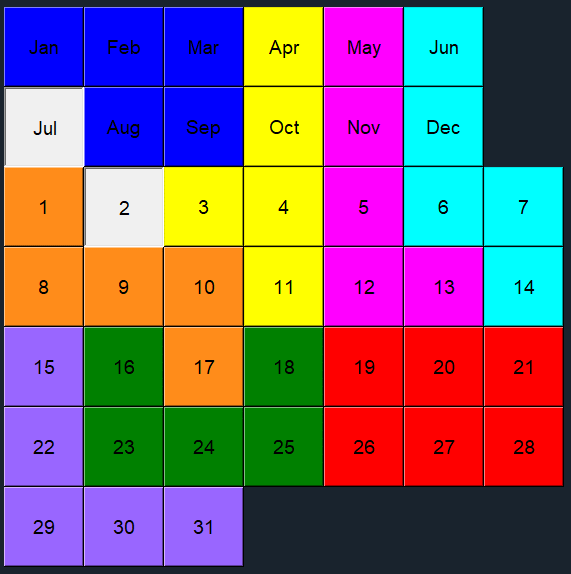 Jan Feb Mar Apr May Jun
Jul Aug Sep Oct Nov Dec
1 2 3 4 5 6 7
8 9 10 11 12 13 14
15 16 17 18 19 20 21
22 23 24 25 26 27 28
29 30 31